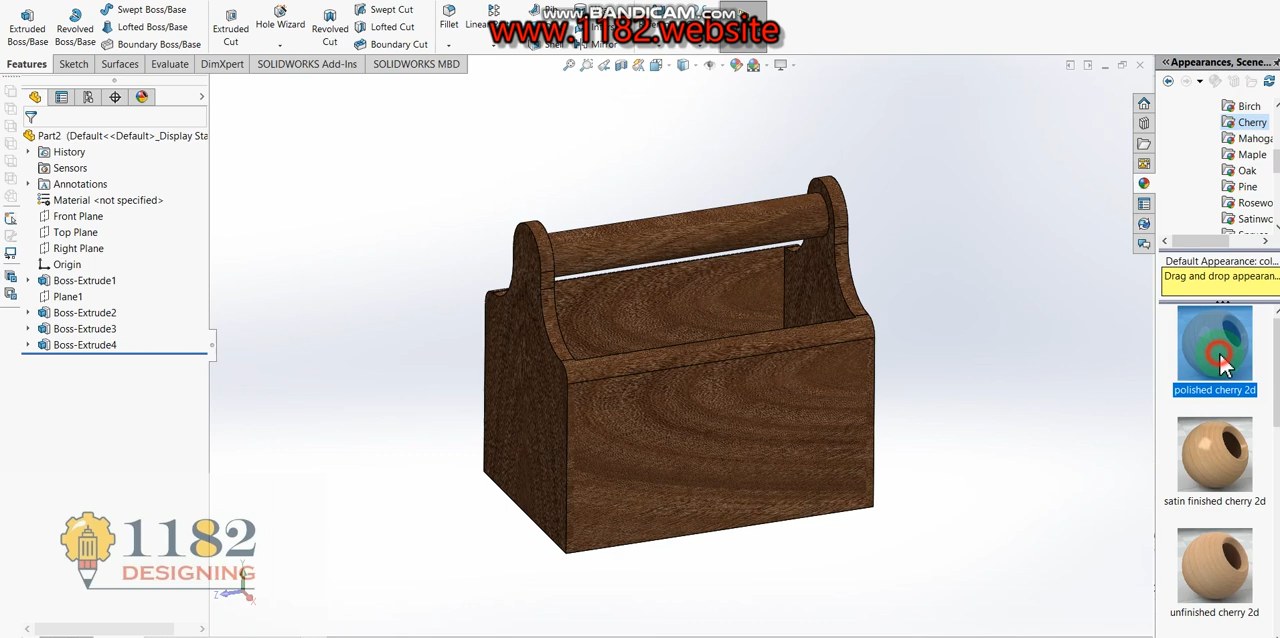 www.BANDICAM.com
www.1182.website
Extruded Boss/Base
Revolved Boss/Base
Swept Boss/Base
Lofted Boss/Base
Boundary Boss/Base
Extruded Cut
Hole Wizard
Revolved Cut
Swept Cut
Lofted Cut
Boundary Cut
Fillet
Mirror
Features Sketch Surfaces Evaluate DimXpert SOLIDWORKS Add-Ins SOLIDWORKS MBD
Appearances, Scene...
Part2 (Default<<Default>_Display Sta
History
Sensors
Annotations
Material <not specified>
Front Plane
Top Plane
Right Plane
Origin
Boss-Extrude1
Plane1
Boss-Extrude2
Boss-Extrude3
Boss-Extrude4
Birch
Cherry
Mahoga
Maple
Oak
Pine
Rosewo
Satinwo
Default Appearance: col...
Drag and drop appearan...
polished cherry 2d
satin finished cherry 2d
unfinished cherry 2d
1182
DESIGNING